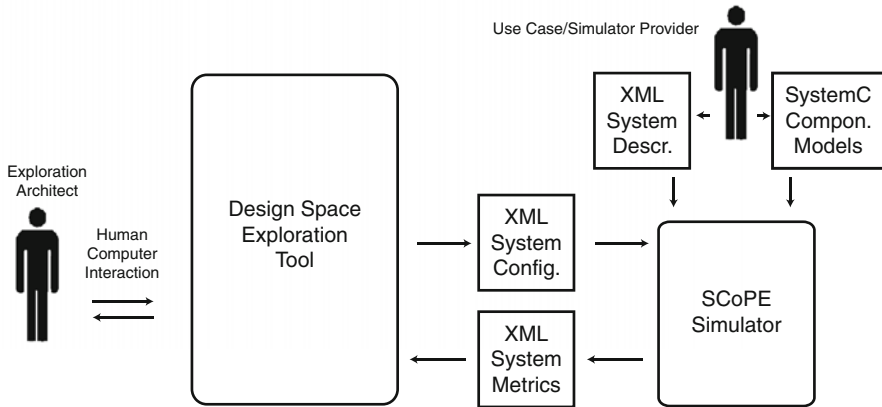 Use Case/Simulator Provider
XML
System
Descr.
SystemC
Compon.
Models
Exploration
Architect
Human
Computer
Interaction
Design Space
Exploration
Tool
XML
System
Config.
XML
System
Metrics
SCoPE
Simulator